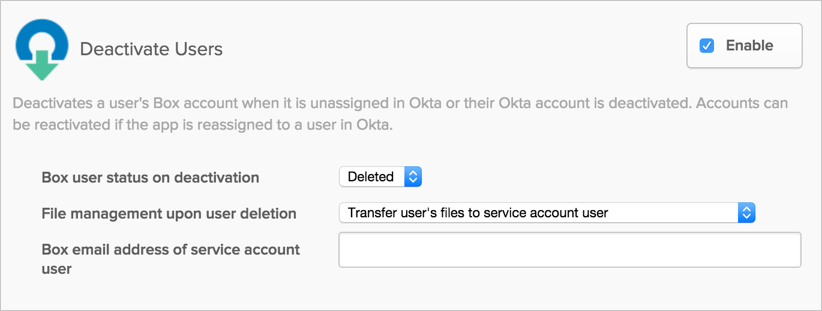 Deactivate Users
Enable
Deactivates a user's Box account when it is unassigned in Okta or their Okta account is deactivated. Accounts can
be reactivated if the app is reassigned to a user in Okta.
Box user status on deactivation
Deleted
File management upon user deletion
Transfer user's files to service account user
Box email address of service account
user